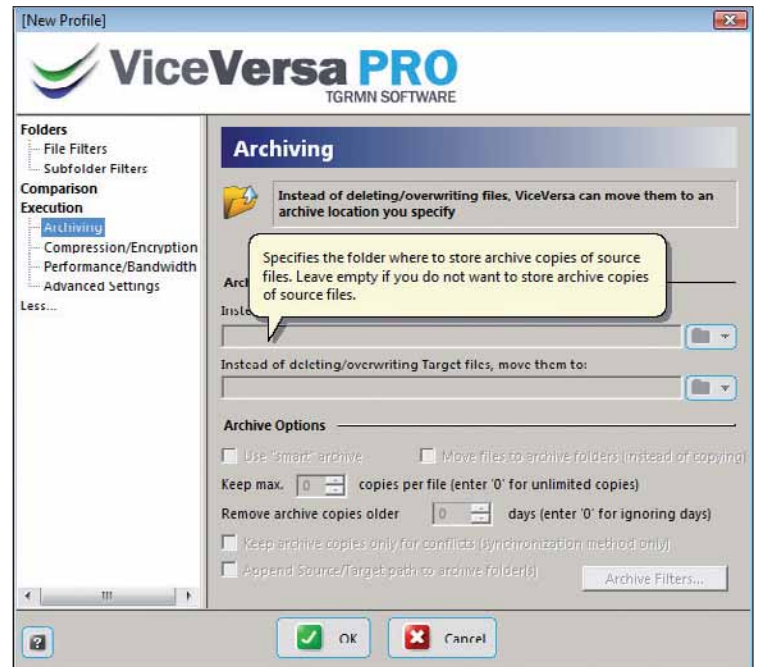 [New Profile]
ViceVersa PRO
TGRMN SOFTWARE
Folders
File Filters
Subfolder Filters
Comparison
Execution
Archiving
Compression/Encryption
Performance/Bandwidth
Advanced Settings
Less...
Archiving
Instead of deleting/overwriting files, ViceVersa can move them to an
archive location you specify
Specifies the folder where to store archive copies of source
files. Leave empty if you do not want to store archive copies
of source files.
Instead of deleting/overwriting Target files, move them to:
Archive Options
Use "smart" archive
Move files to archive folders (instead of copying)
Keep max. 0 copies per file (enter '0' for unlimited copies)
Remove archive copies older 0 days (enter '0' for ignoring days)
Keep archive copies only for conflicts (synchronization method only)
Append Source/Target path to archive folder(s)
Archive Filters...
OK
Cancel